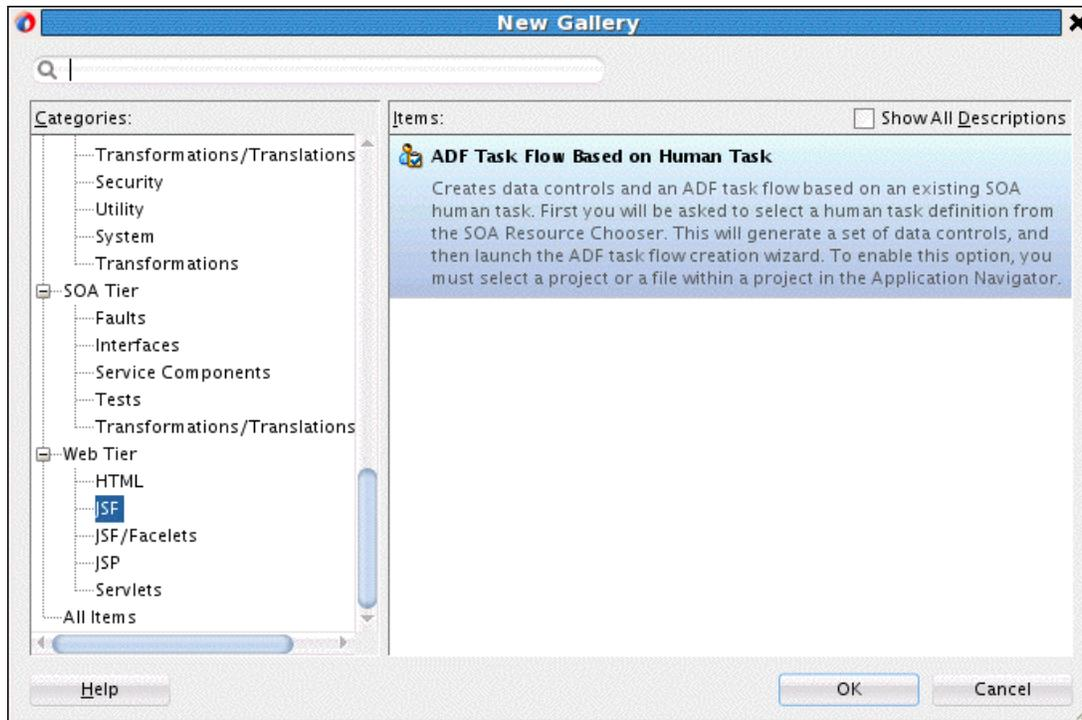 New Gallery
Categories:
Transformations/Translations
Security
Utility
System
Transformations
SOA Tier
Faults
Interfaces
Service Components
Tests
Transformations/Translations
Web Tier
HTML
JSF
JSF/Facelets
JSP
Servlets
All Items
Items:
Show All Descriptions
ADF Task Flow Based on Human Task
Creates data controls and an ADF task flow based on an existing SOA
human task. First you will be asked to select a human task definition from
the SOA Resource Chooser. This will generate a set of data controls, and
then launch the ADF task flow creation wizard. To enable this option, you
must select a project or a file within a project in the Application Navigator.
Help
OK
Cancel